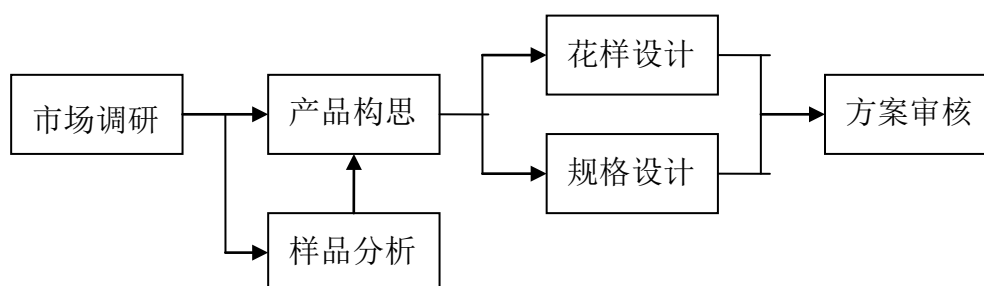 市场调研
产品构思
样品分析
花样设计
规格设计
方案审核